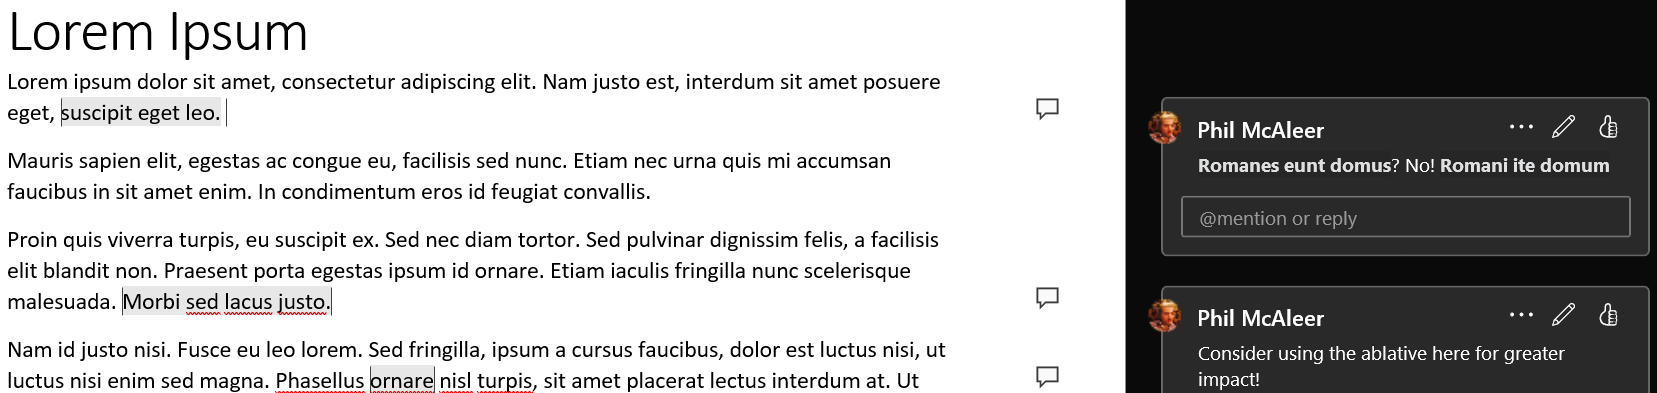 Lorem Ipsum
Lorem ipsum dolor sit amet, consectetur adipiscing elit. Nam justo est, interdum sit amet posuere
eget, suscipit eget leo.
Mauris sapien elit, egestas ac congue eu, facilisis sed nunc. Etiam nec urna quis mi accumsan
faucibus in sit amet enim. In condimentum eros id feugiat convallis.
Proin quis viverra turpis, eu suscipit ex. Sed nec diam tortor. Sed pulvinar dignissim felis, a facilisis
elit blandit non. Praesent porta egestas ipsum id ornare. Etiam iaculis fringilla nunc scelerisque
malesuada. Morbi sed lacus justo.
Nam id justo nisi. Fusce eu leo lorem. Sed fringilla, ipsum a cursus faucibus, dolor est luctus nisi, ut
luctus nisi enim sed magna. Phasellus ornare nisl turpis, sit amet placerat lectus interdum at. Ut
Phil McAleer
Romanes eunt domus? No! Romani ite domum
@mention or reply
Phil McAleer
Consider using the ablative here for greater
impact!